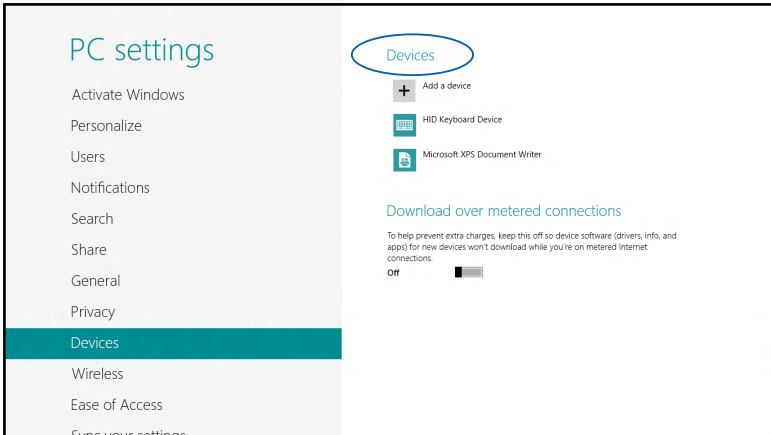 PC settings
Activate Windows
Personalize
Users
Notifications
Search
Share
General
Privacy
Devices
Wireless
Ease of Access
Sync your settings
Devices
Add a device
HID Keyboard Device
Microsoft XPS Document Writer
Download over metered connections
To help prevent extra charges, keep this off so device software (drivers, info, and
apps) for new devices won't download while you're on metered Internet
connections.
Off